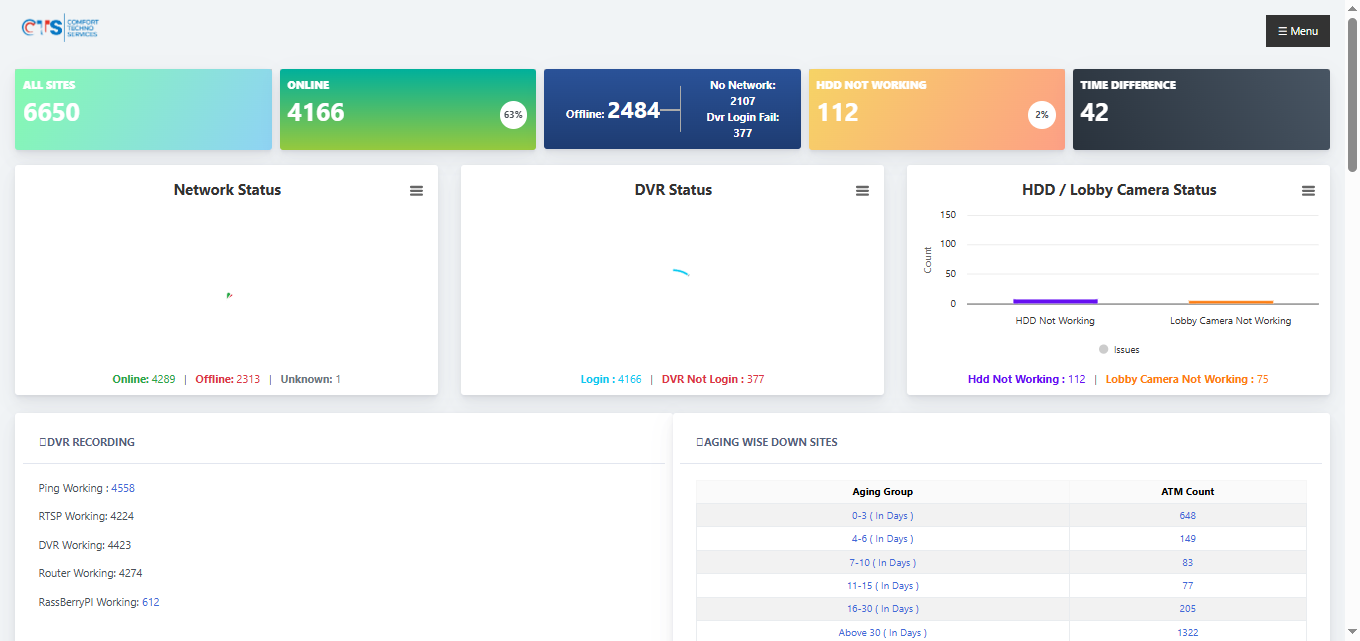 CTS COMFORT
TECHNO
SERVICES
☰ Menu
ALL SITES
6650
ONLINE
4166
63%
Offline: 2484
No Network:
2107
Dvr Login Fail:
377
HDD NOT WORKING
112
2%
TIME DIFFERENCE
42
Network Status
Online: 4289 | Offline: 2313 | Unknown: 1
DVR Status
Login : 4166 | DVR Not Login : 377
HDD / Lobby Camera Status
Count
150
100
50
0
HDD Not Working
Lobby Camera Not Working
Issues
Hdd Not Working : 112 | Lobby Camera Not Working : 75
DVR RECORDING
Ping Working : 4558
RTSP Working: 4224
DVR Working: 4423
Router Working: 4274
RassBerryPI Working: 612
AGING WISE DOWN SITES
Aging Group ATM Count
0-3 ( In Days ) 648
4-6 ( In Days ) 149
7-10 ( In Days ) 83
11-15 ( In Days ) 77
16-30 ( In Days ) 205
Above 30 ( In Days ) 1322